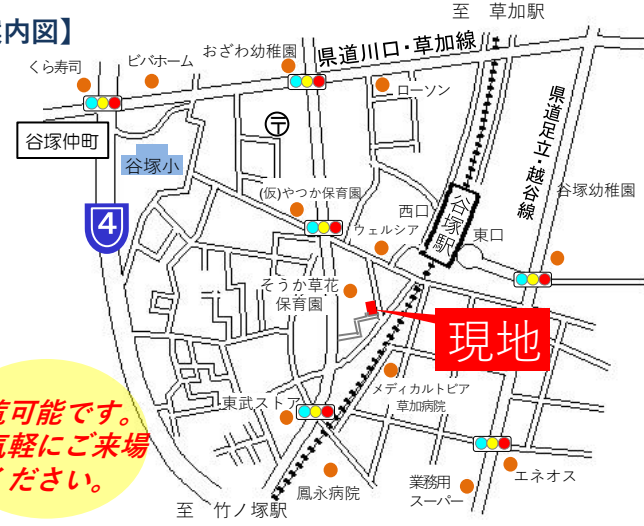 案内図】
至 草加駅
県道川口・草加線
おざわ幼稚園
ビバホーム
くら寿司
ローソン
谷塚仲町
谷塚小
〒
県道足立・越谷線
谷塚幼稚園
(仮)やつか保育園
西口
谷塚駅
東口
ウェルシア
4
そうか草花
保育園
現地
メディカルトピア
草加病院
東武ストア
覧可能です。
気軽にご来場
ください。
鳳永病院
業務用
スーパー
エネオス
至 竹ノ塚駅